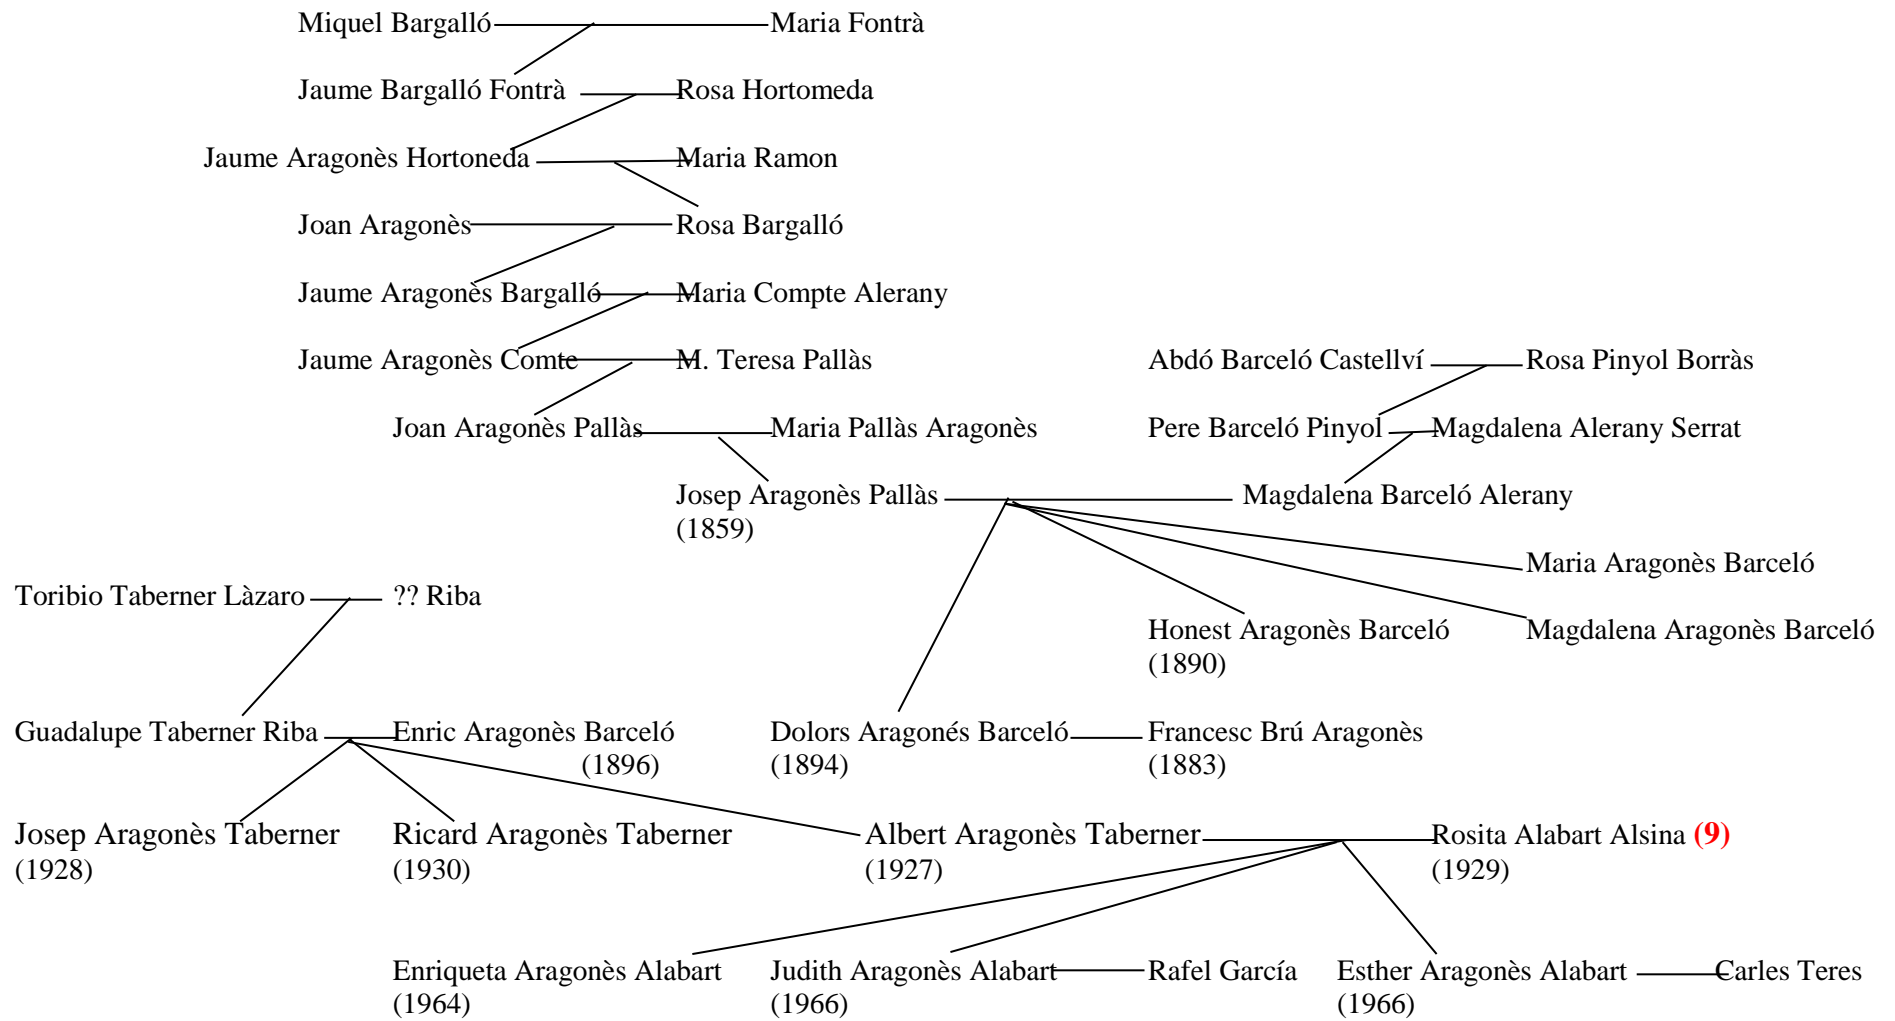 Miquel Bargalló Maria Fontrà
Jaume Bargalló Fontrà Rosa Hortomeda
Jaume Aragonès Hortoneda Maria Ramon
Joan Aragonès Rosa Bargalló
Jaume Aragonès Bargalló Maria Compte Alerany
Jaume Aragonès Comte M. Teresa Pallàs Abdó Barceló Castellví Rosa Pinyol Borràs
Joan Aragonès Pallàs Maria Pallàs Aragonès Pere Barceló Pinyol Magdalena Alerany Serrat
Josep Aragonès Pallàs Magdalena Barceló Alerany
(1859)
Maria Aragonès Barceló
Toribio Taberner Làzaro ?? Riba
Honest Aragonès Barceló Magdalena Aragonès Barceló
(1890)
Guadalupe Taberner Riba Enric Aragonès Barceló Dolors Aragonés Barceló Francesc Brú Aragonès
(1896) (1894) (1883)
Josep Aragonès Taberner Ricard Aragonès Taberner Albert Aragonès Taberner Rosita Alabart Alsina (9)
(1928) (1930) (1927) (1929)
Enriqueta Aragonès Alabart Judith Aragonès Alabart Rafel García Esther Aragonès Alabart Carles Teres
(1964) (1966) (1966)